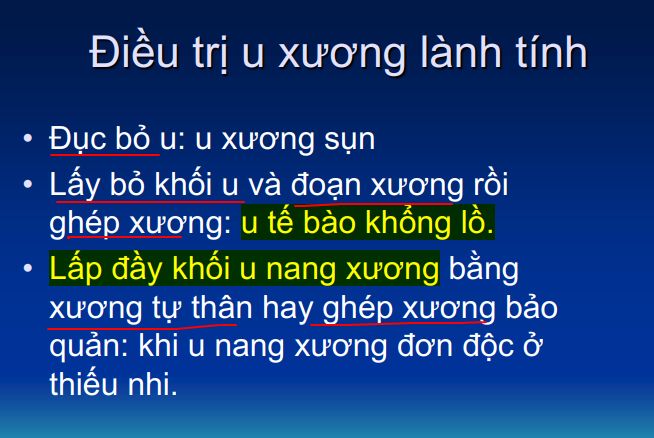 Điều trị u xương lành tính
• Đục bỏ u: u xương sụn
• Lấy bỏ khối u và đoạn xương rồi
ghép xương: u tế bào khổng lồ.
• Lấp đầy khối u nang xương bằng
xương tự thân hay ghép xương bảo
quản: khi u nang xương đơn độc ở
thiếu nhi.